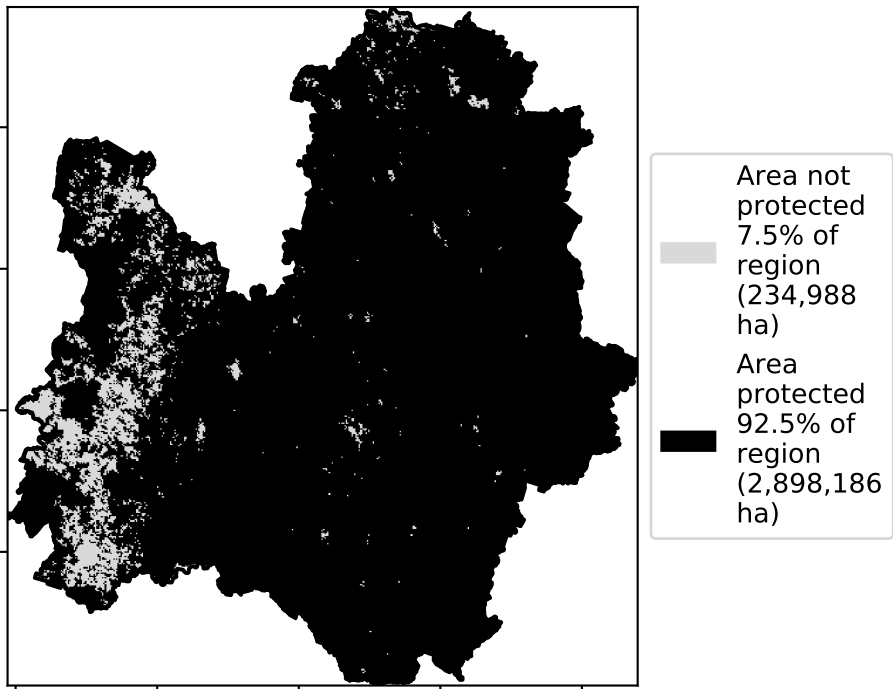 Area not
protected
7.5% of
region
(234,988
ha)
Area
protected
92.5% of
region
(2,898,186
ha)